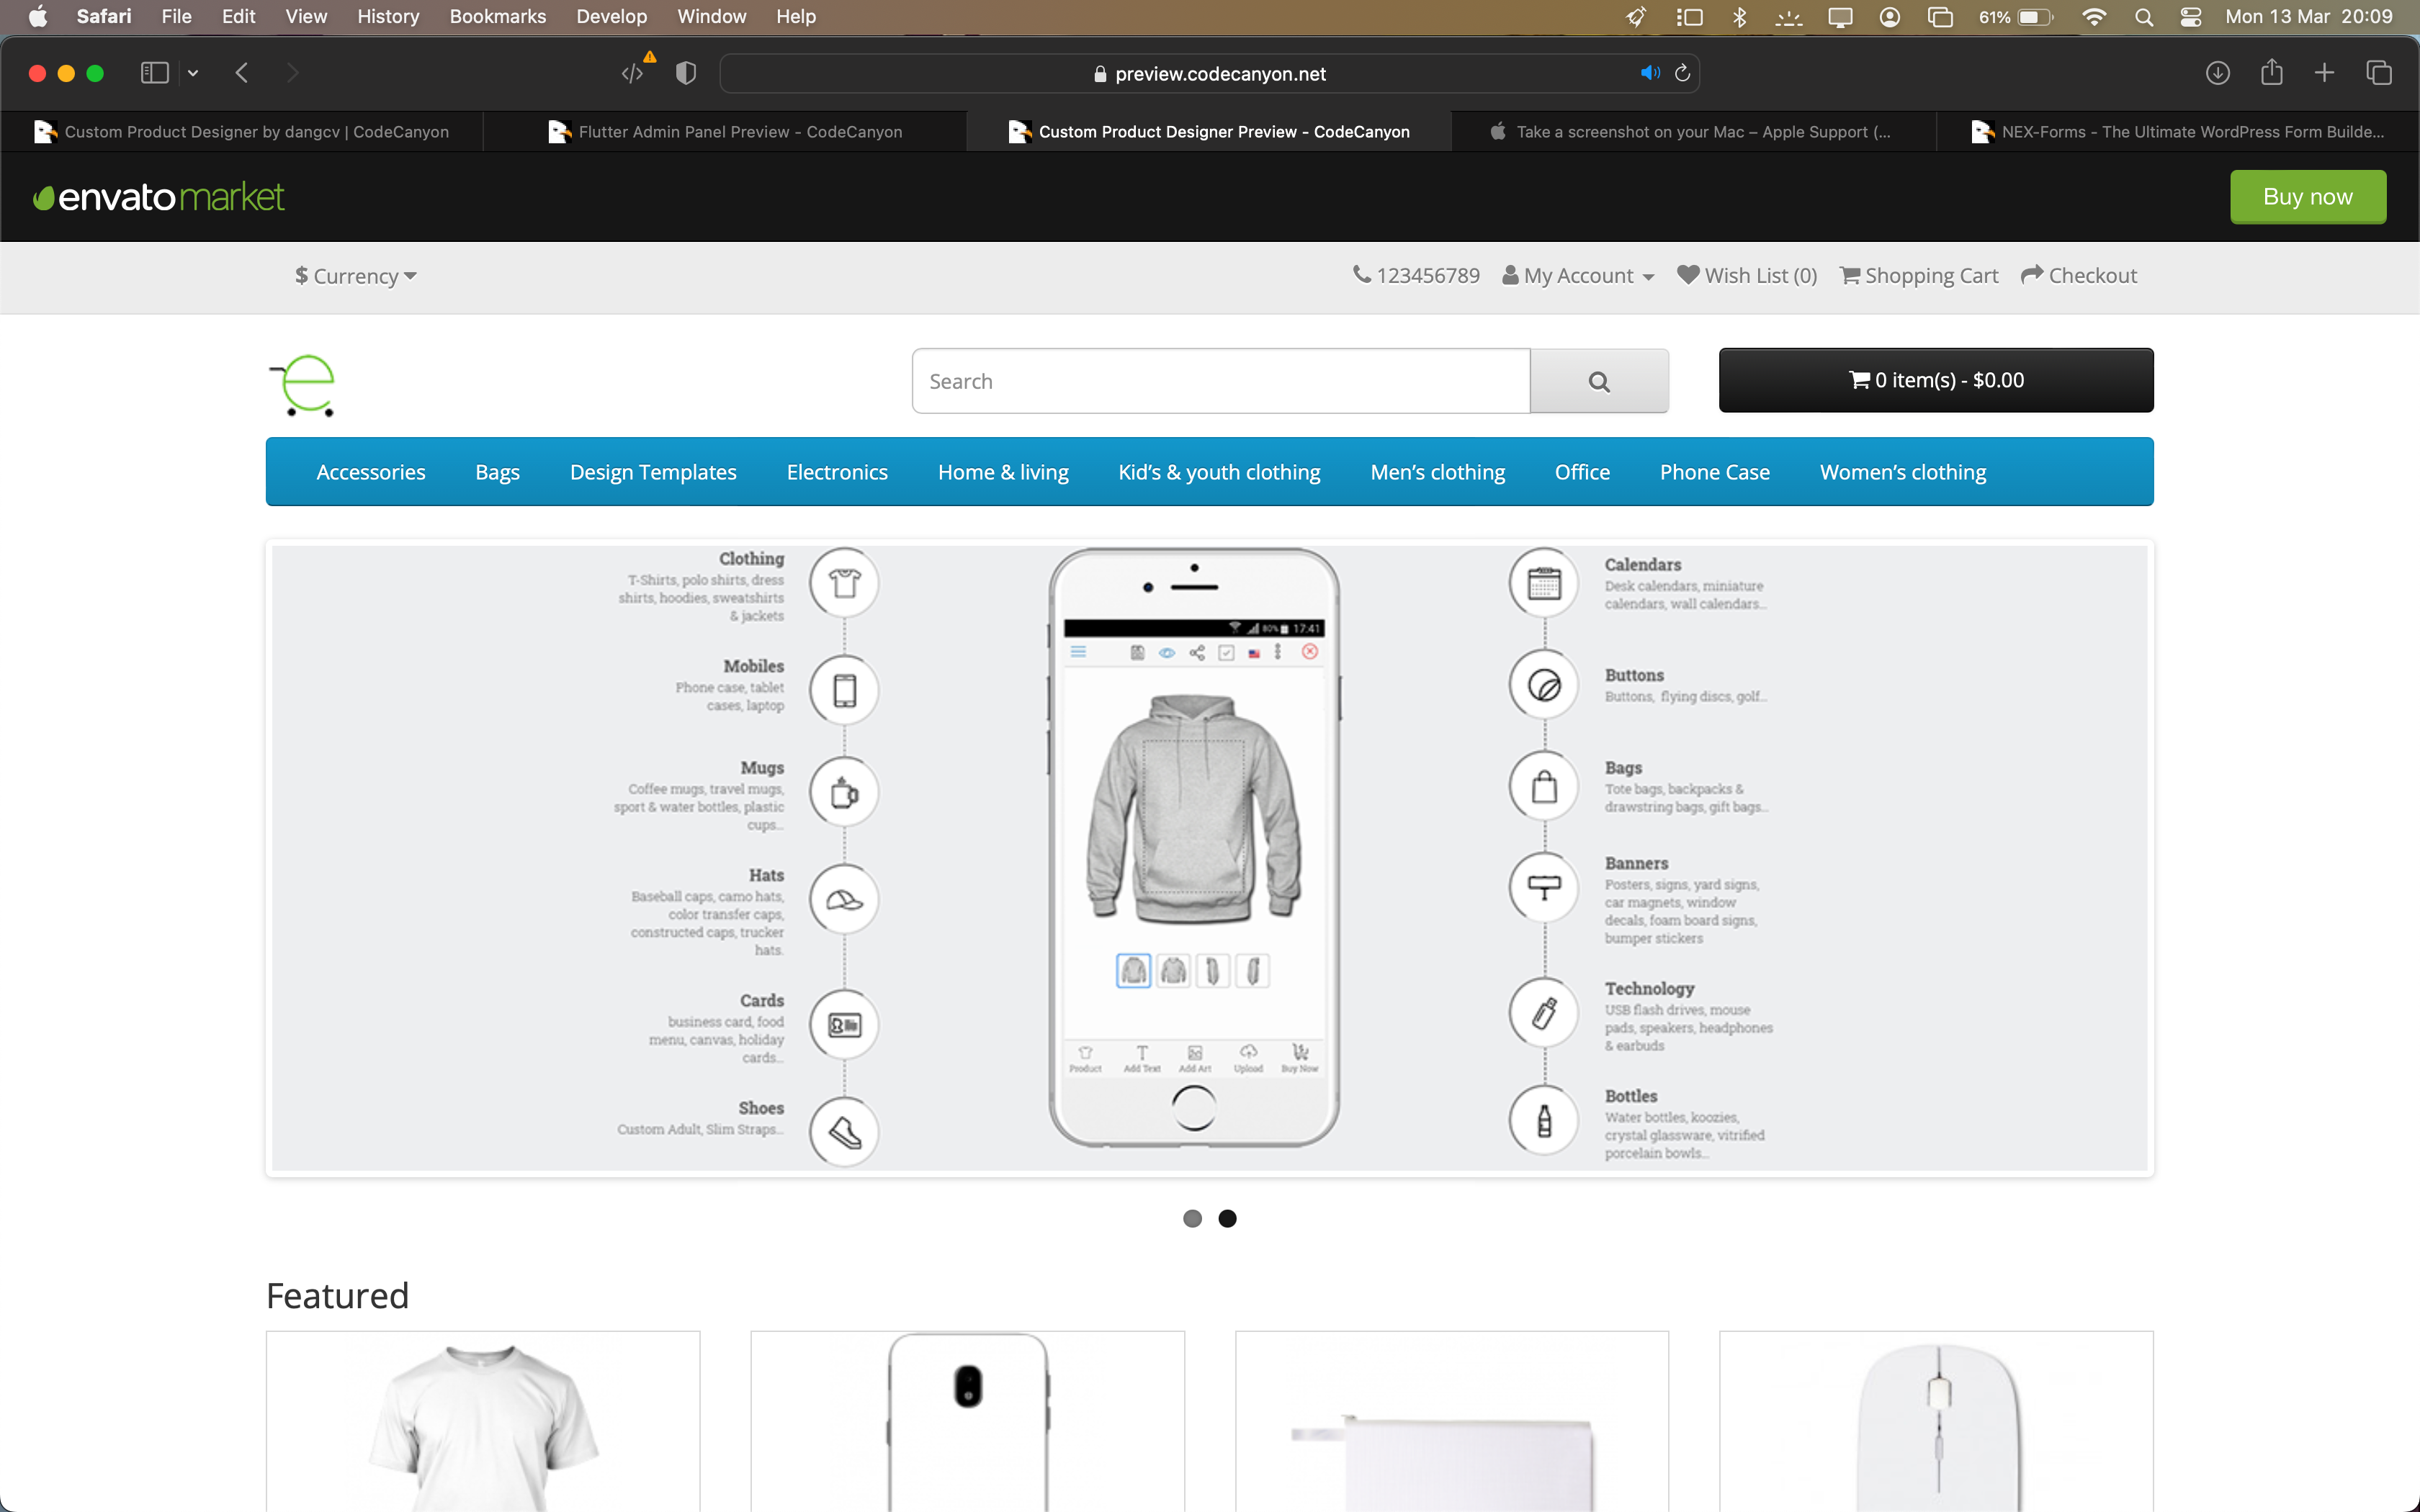 Safari File Edit View History Bookmarks Develop Window Help 61% Mon 13 Mar 20:09
preview.codecanyon.net
Custom Product Designer by dangcv | CodeCanyon
Flutter Admin Panel Preview - CodeCanyon
Custom Product Designer Preview - CodeCanyon
Take a screenshot on your Mac – Apple Support (...
NEX-Forms - The Ultimate WordPress Form Builde...
envatomarket
Buy now
$ Currency
123456789
My Account
Wish List (0)
Shopping Cart
Checkout
Search
0 item(s) - $0.00
Accessories
Bags
Design Templates
Electronics
Home & living
Kid's & youth clothing
Men's clothing
Office
Phone Case
Women's clothing
Clothing
T-Shirts, polo shirts, dress
shirts, hoodies, sweatshirts
& jackets
Mobiles
Phone case, tablet
cases, laptop
Mugs
Coffee mugs, travel mugs,
sport & water bottles, plastic
cups...
Hats
Baseball caps, camo hats,
color transfer caps,
constructed caps, trucker
hats.
Cards
business card, food
menu, canvas, holiday
cards...
Shoes
Custom Adult, Slim Straps...
80% 17:41
Product
Add Text
Add Art
Upload
Buy Now
Calendars
Desk calendars, miniature
calendars, wall calendars...
Buttons
Buttons, flying discs, golf...
Bags
Tote bags, backpacks &
drawstring bags, gift bags...
Banners
Posters, signs, yard signs,
car magnets, window
decals, foam board signs,
bumper stickers
Technology
USB flash drives, mouse
pads, speakers, headphones
& earbuds
Bottles
Water bottles, koozies,
crystal glassware, vitrified
porcelain bowls...
Featured